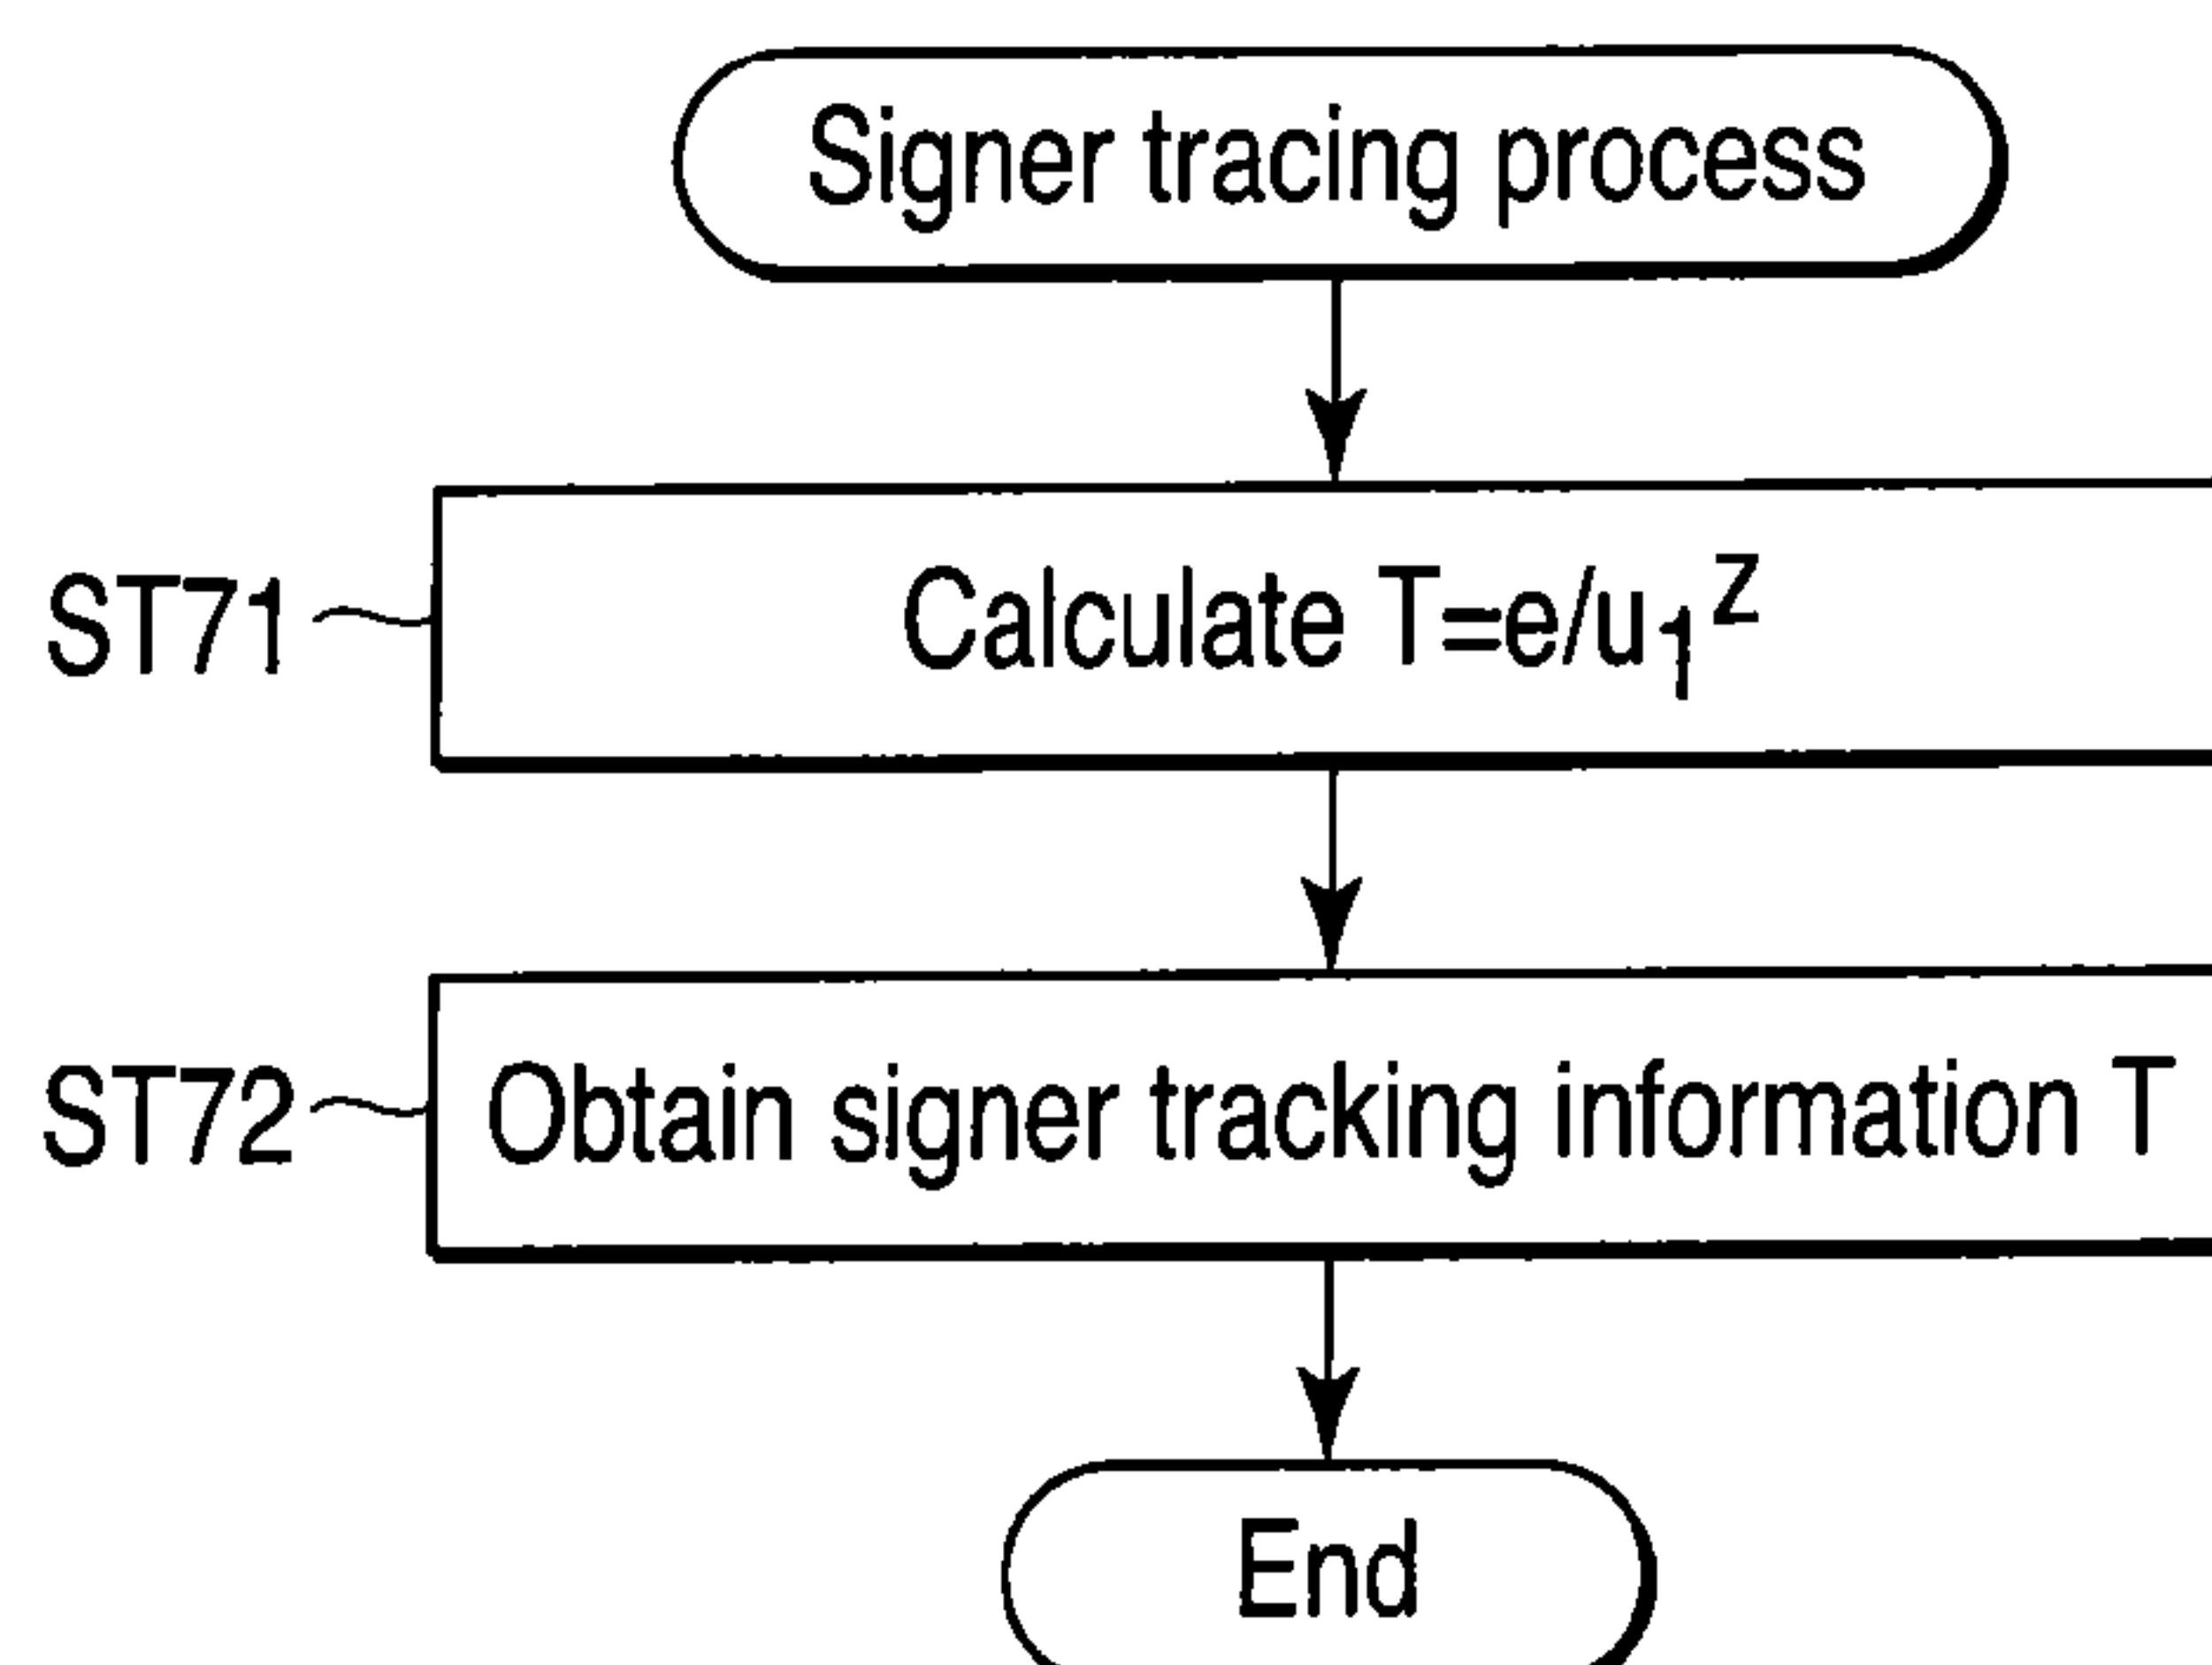 Signer tracing process
ST71 Calculate T=e/u₁ᶻ
ST72 Obtain signer tracking information T
End